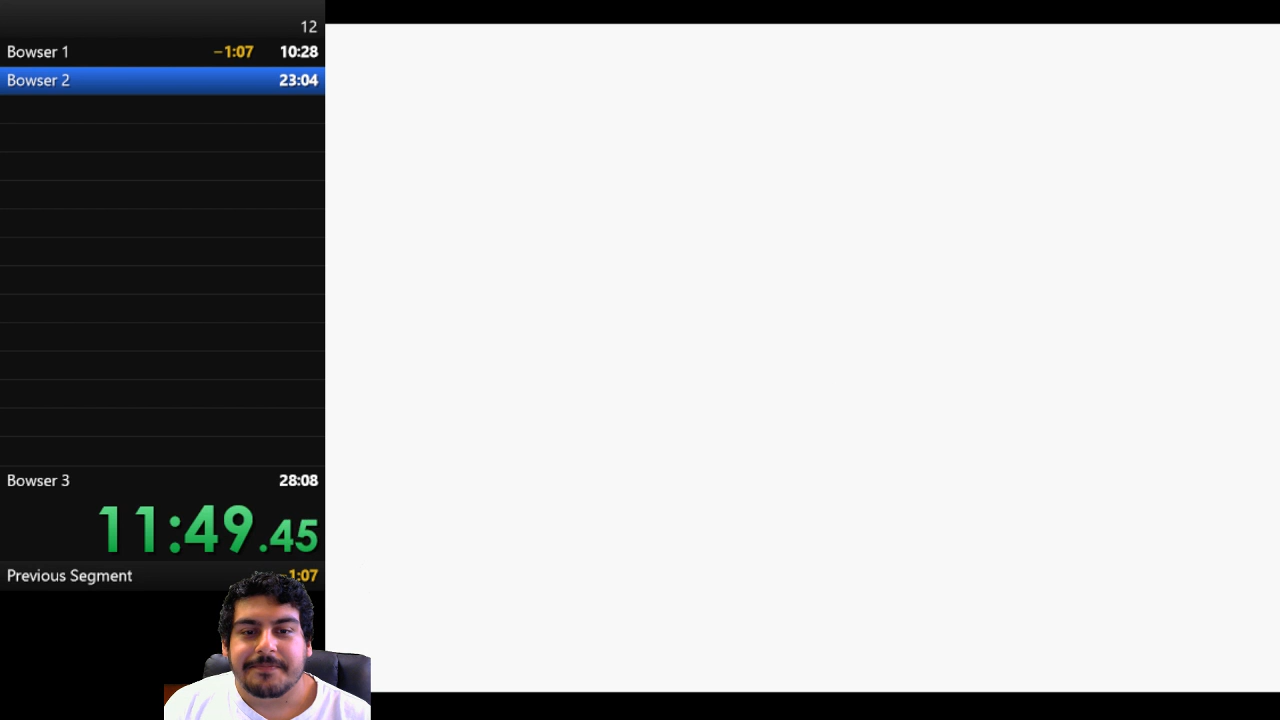 12
Bowser 1 −1:07 10:28
Bowser 2 23:04
Bowser 3 28:08
11:49.45
Previous Segment −1:07